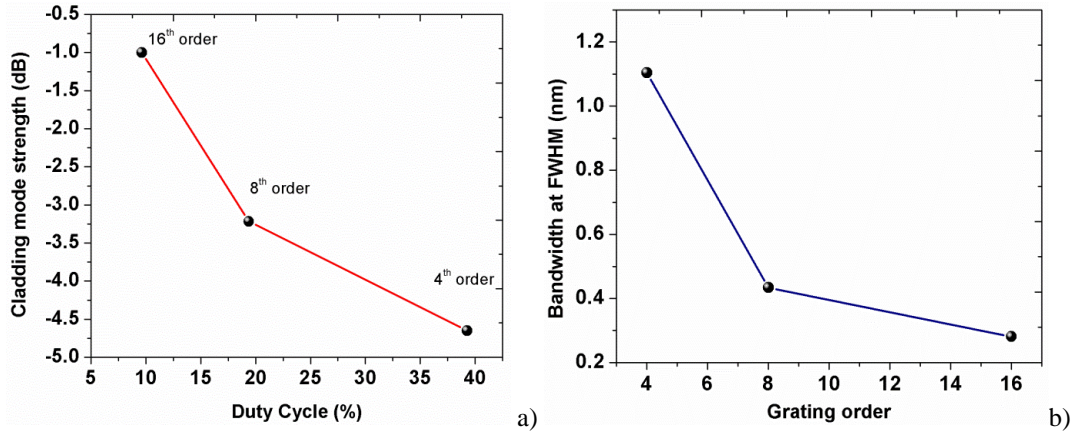 Cladding mode strength (dB)
-0.5
-1.0
-1.5
-2.0
-2.5
-3.0
-3.5
-4.0
-4.5
-5.0
16th order
8th order
4th order
5 10 15 20 25 30 35 40
Duty Cycle (%)
a)
Bandwidth at FWHM (nm)
1.2
1.0
0.8
0.6
0.4
0.2
4 6 8 10 12 14 16
Grating order
b)